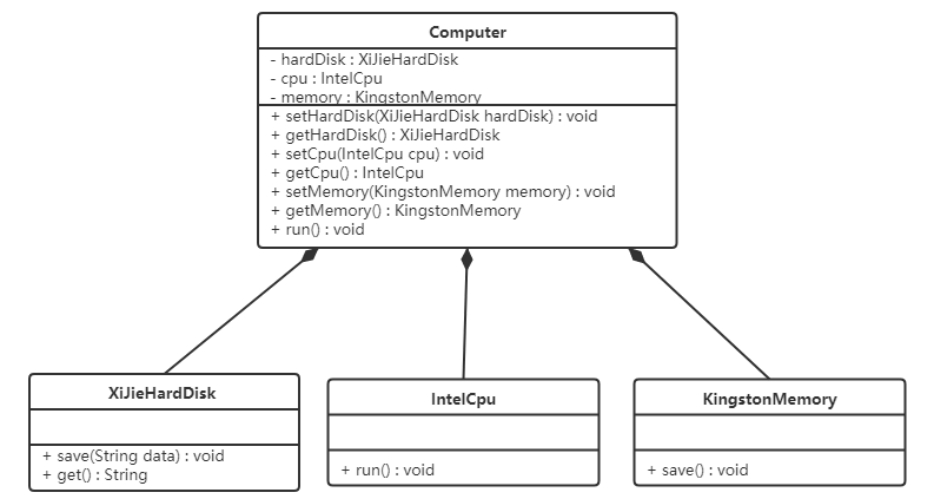 Computer
- hardDisk : XiJieHardDisk
- cpu : IntelCpu
- memory : KingstonMemory
+ setHardDisk(XiJieHardDisk hardDisk) : void
+ getHardDisk() : XiJieHardDisk
+ setCpu(IntelCpu cpu) : void
+ getCpu() : IntelCpu
+ setMemory(KingstonMemory memory) : void
+ getMemory() : KingstonMemory
+ run() : void
XiJieHardDisk
+ save(String data) : void
+ get() : String
IntelCpu
+ run() : void
KingstonMemory
+ save() : void